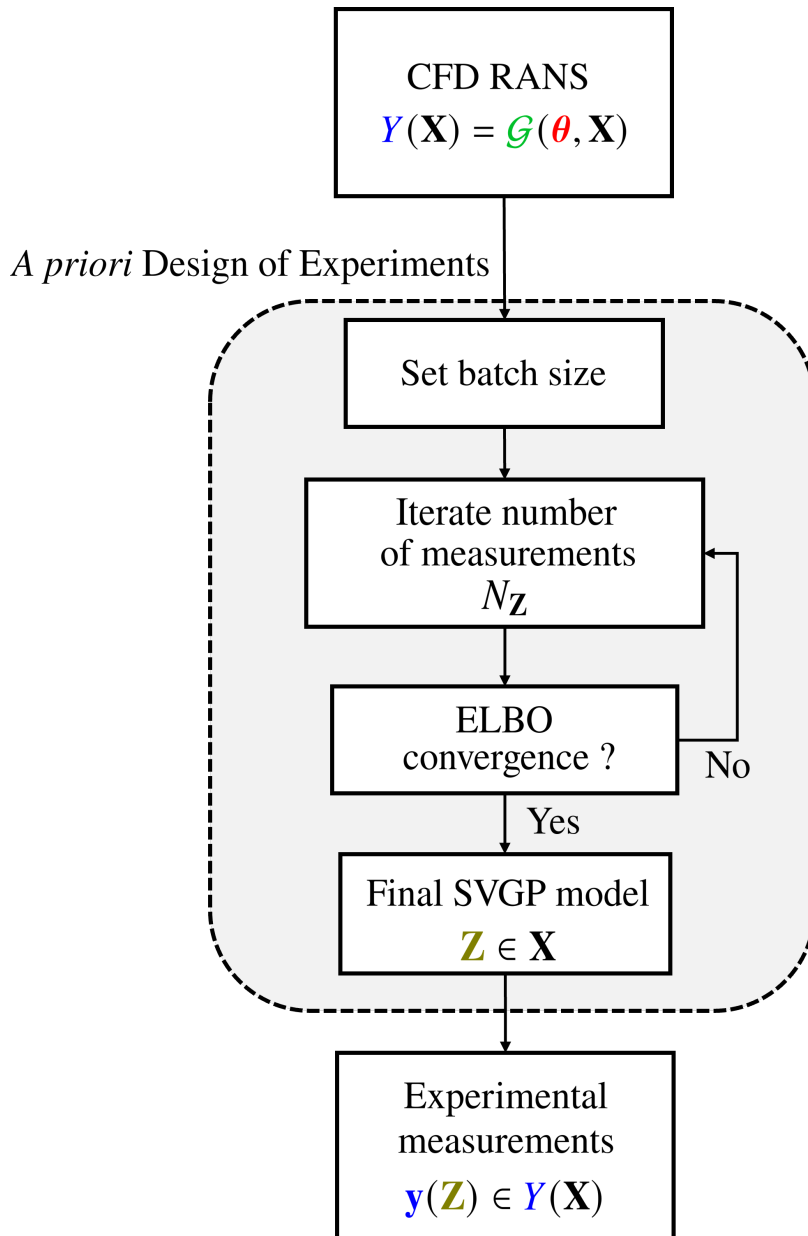 CFD RANS
Y(𝐗) = 𝒢(𝜽, 𝐗)
A priori Design of Experiments
Set batch size
Iterate number
of measurements
N_𝐙
ELBO
convergence ?
No
Yes
Final SVGP model
𝐙 ∈ 𝐗
Experimental
measurements
𝐲(𝐙) ∈ Y(𝐗)